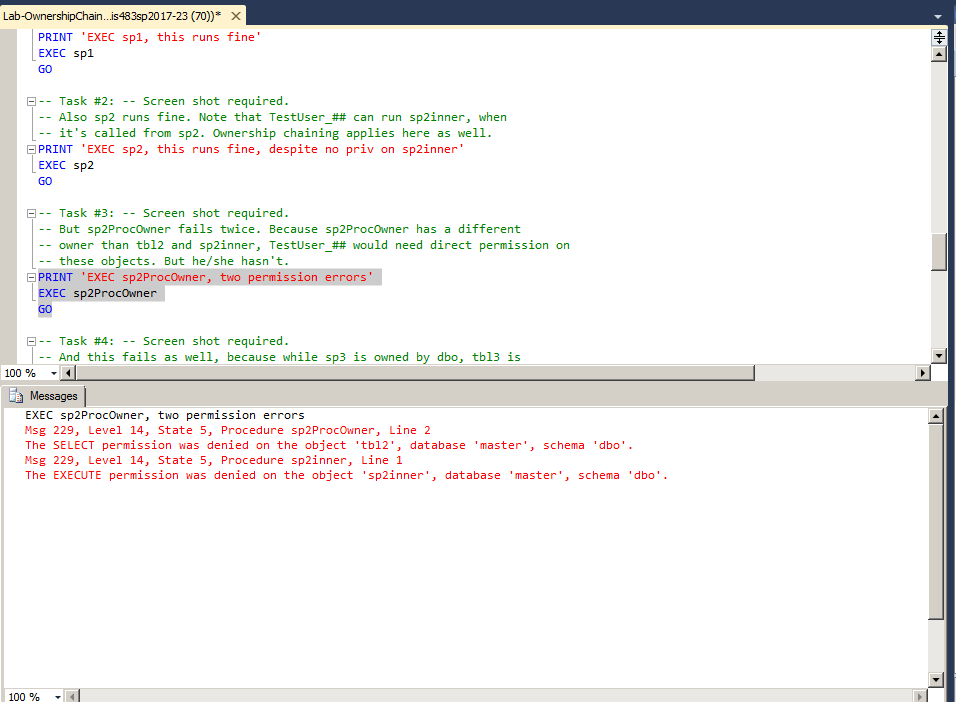 Lab-OwnershipChain...is483sp2017-23 (70))* ×
PRINT 'EXEC sp1, this runs fine'
EXEC sp1
GO
-- Task #2: -- Screen shot required.
-- Also sp2 runs fine. Note that TestUser_## can run sp2inner, when
-- it's called from sp2. Ownership chaining applies here as well.
PRINT 'EXEC sp2, this runs fine, despite no priv on sp2inner'
EXEC sp2
GO
-- Task #3: -- Screen shot required.
-- But sp2ProcOwner fails twice. Because sp2ProcOwner has a different
-- owner than tbl2 and sp2inner, TestUser_## would need direct permission on
-- these objects. But he/she hasn't.
PRINT 'EXEC sp2ProcOwner, two permission errors'
EXEC sp2ProcOwner
GO
-- Task #4: -- Screen shot required.
-- And this fails as well, because while sp3 is owned by dbo, tbl3 is
100 %
Messages
EXEC sp2ProcOwner, two permission errors
Msg 229, Level 14, State 5, Procedure sp2ProcOwner, Line 2
The SELECT permission was denied on the object 'tbl2', database 'master', schema 'dbo'.
Msg 229, Level 14, State 5, Procedure sp2inner, Line 1
The EXECUTE permission was denied on the object 'sp2inner', database 'master', schema 'dbo'.
100 %